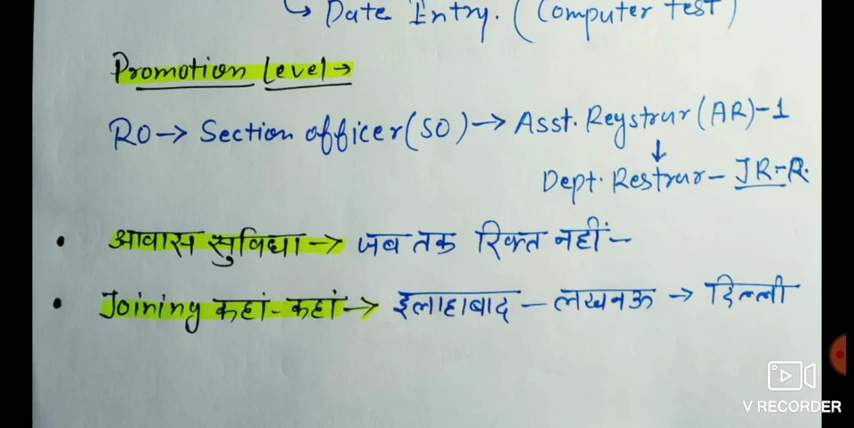 ↳ Date Entry. (Computer test)
Promotion Level →
RO → Section officer(SO) → Asst. Regstrar (AR)-1
↓
Dept. Restrar - JR-R.
• आवास सुविधा → जब तक रिक्त नहीं -
• Joining कहां-कहां → इलाहाबाद - लखनऊ → दिल्ली
V RECORDER